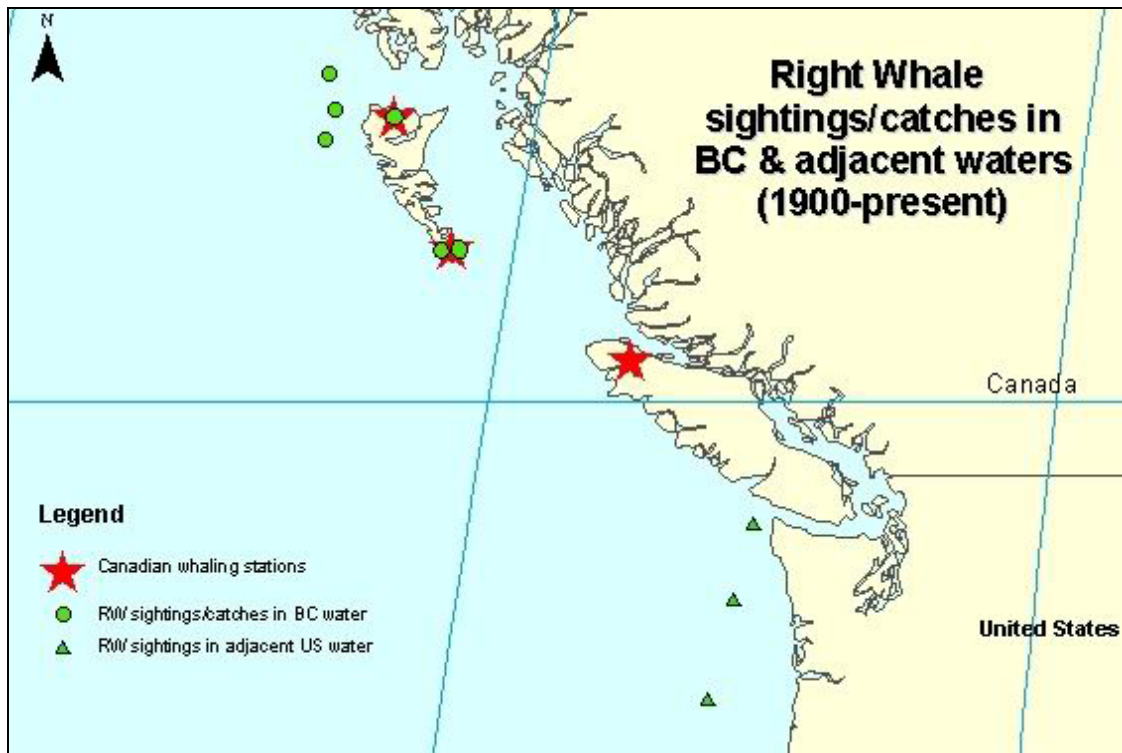 N
Right Whale
sightings/catches in
BC & adjacent waters
(1900-present)
Canada
Legend
Canadian whaling stations
RW sightings/catches in BC water
RW sightings in adjacent US water
United States